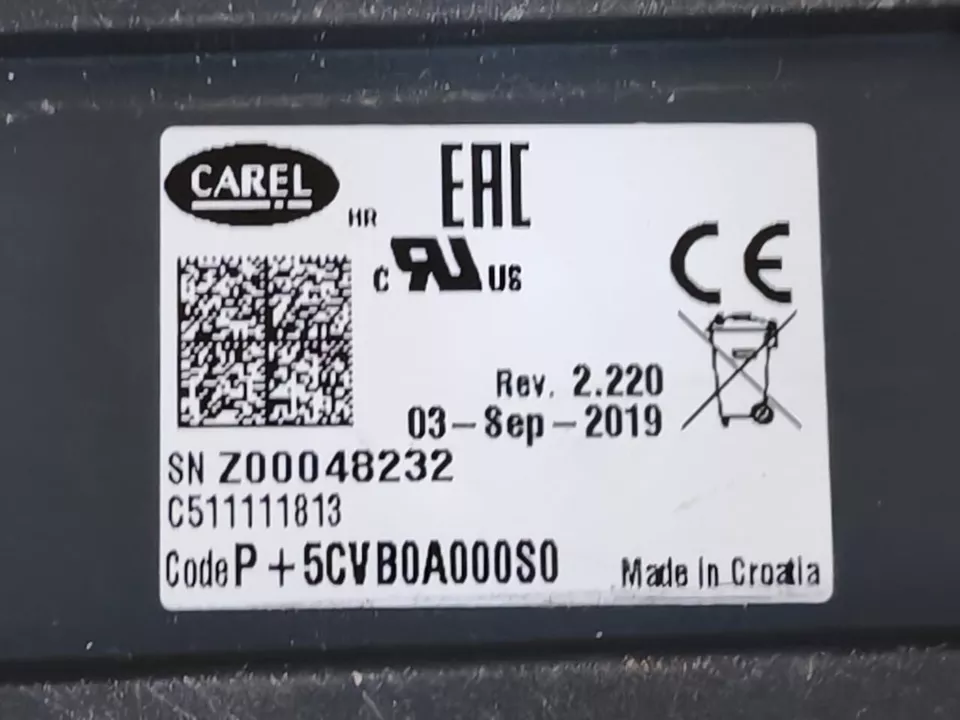 CAREL
HR
EAC
C RU US
CE
Rev. 2.220
03-Sep-2019
SN Z00048232
C511111813
Code P+5CVB0A000S0
Made in Croatia